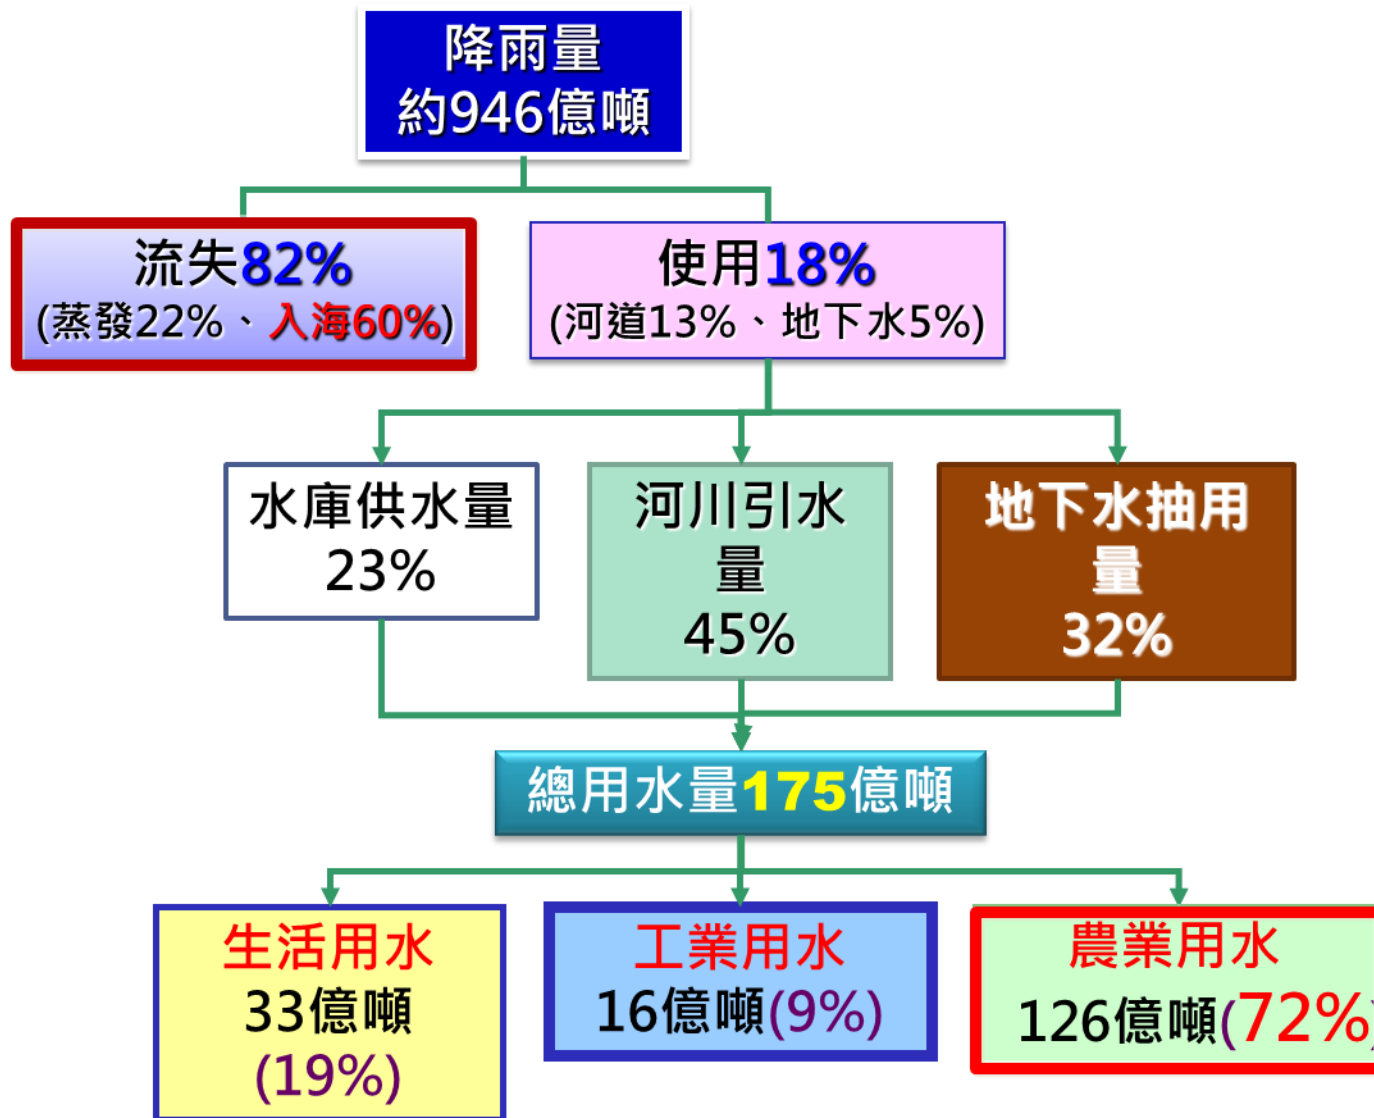 降雨量
約946億噸
流失82%
(蒸發22%、入海60%)
使用18%
(河道13%、地下水5%)
水庫供水量
23%
河川引水
量
45%
地下水抽用
量
32%
總用水量175億噸
生活用水
33億噸
(19%)
工業用水
16億噸(9%)
農業用水
126億噸(72%)